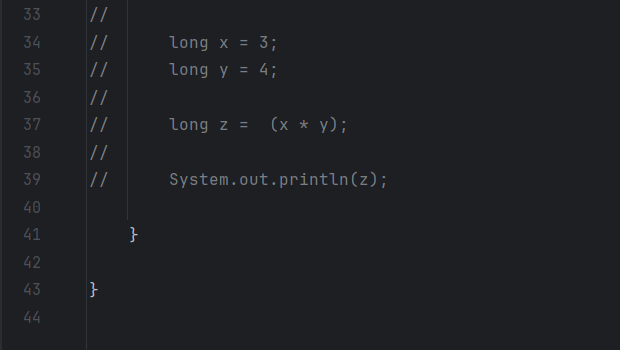 33 //
34 //      long x = 3;
35 //      long y = 4;
36 //
37 //      long z =  (x * y);
38 //
39 //      System.out.println(z);
40
41     }
42
43 }
44